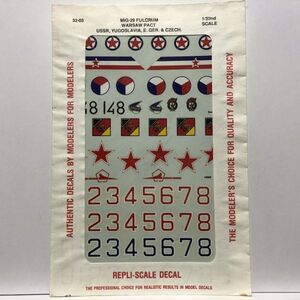 32-03
MiG-29 FULCRUM
WARSAW PACT
USSR, YUGOSLAVIA, E. GER. & CZECH.
1/32nd
SCALE
AUTHENTIC DECALS BY MODELERS FOR MODELERS
THE MODELER'S CHOICE FOR QUALITY AND ACCURACY
8148
2345678
2345678
2345678
REPLI-SCALE DECAL
THE PROFESSIONAL CHOICE FOR REALISTIC RESULTS IN MODEL DECALS